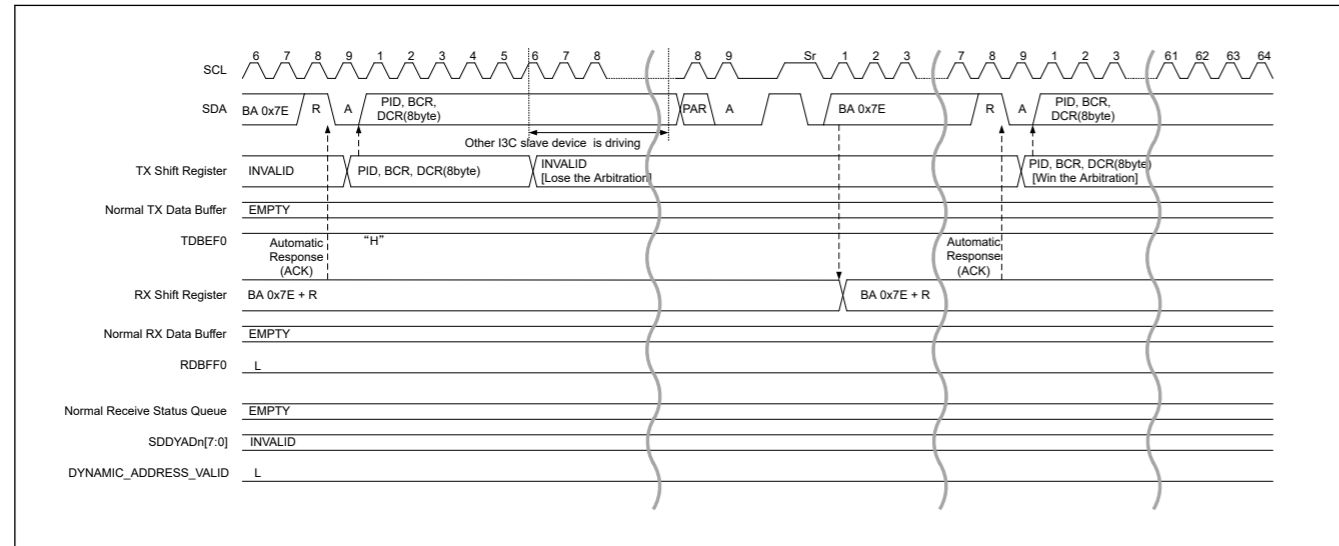 SCL 6 7 8 9 1 2 3 4 5 6 7 8 8 9 Sr 1 2 3 7 8 9 1 2 3 61 62 63 64
SDA BA 0x7E R A PID, BCR, PAR A BA 0x7E R A PID, BCR,
DCR(8byte) DCR(8byte)
Other I3C slave device is driving
TX Shift Register INVALID PID, BCR, DCR(8byte) INVALID PID, BCR, DCR(8byte)
[Lose the Arbitration] [Win the Arbitration]
Normal TX Data Buffer EMPTY
TDBEF0 Automatic "H" Automatic
Response Response
(ACK) (ACK)
RX Shift Register BA 0x7E + R BA 0x7E + R
Normal RX Data Buffer EMPTY
RDBFF0 L
Normal Receive Status Queue EMPTY
SDDYADn[7:0] INVALID
DYNAMIC_ADDRESS_VALID L